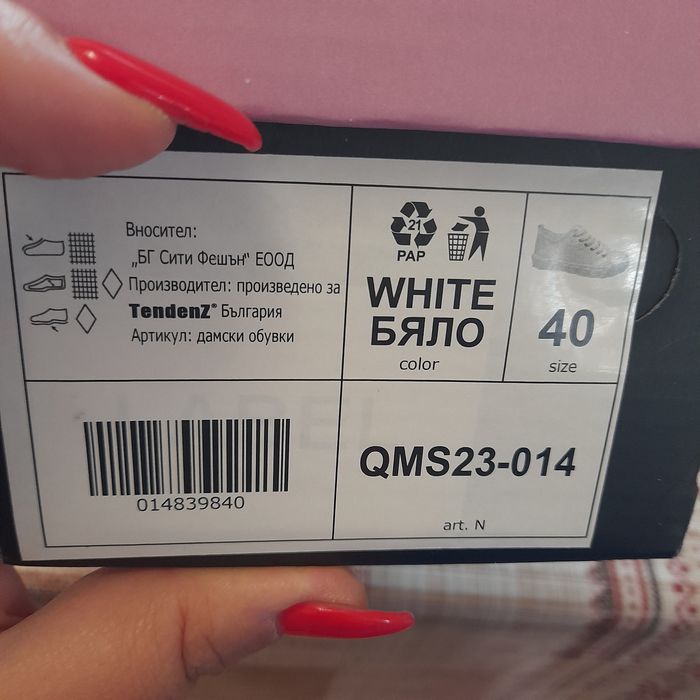 Вносител:
„БГ Сити Фешън“ ЕООД
Производител: произведено за
TendenZ® България
Артикул: дамски обувки
21
PAP
WHITE
БЯЛО
color
40
size
014839840
QMS23-014
art. N